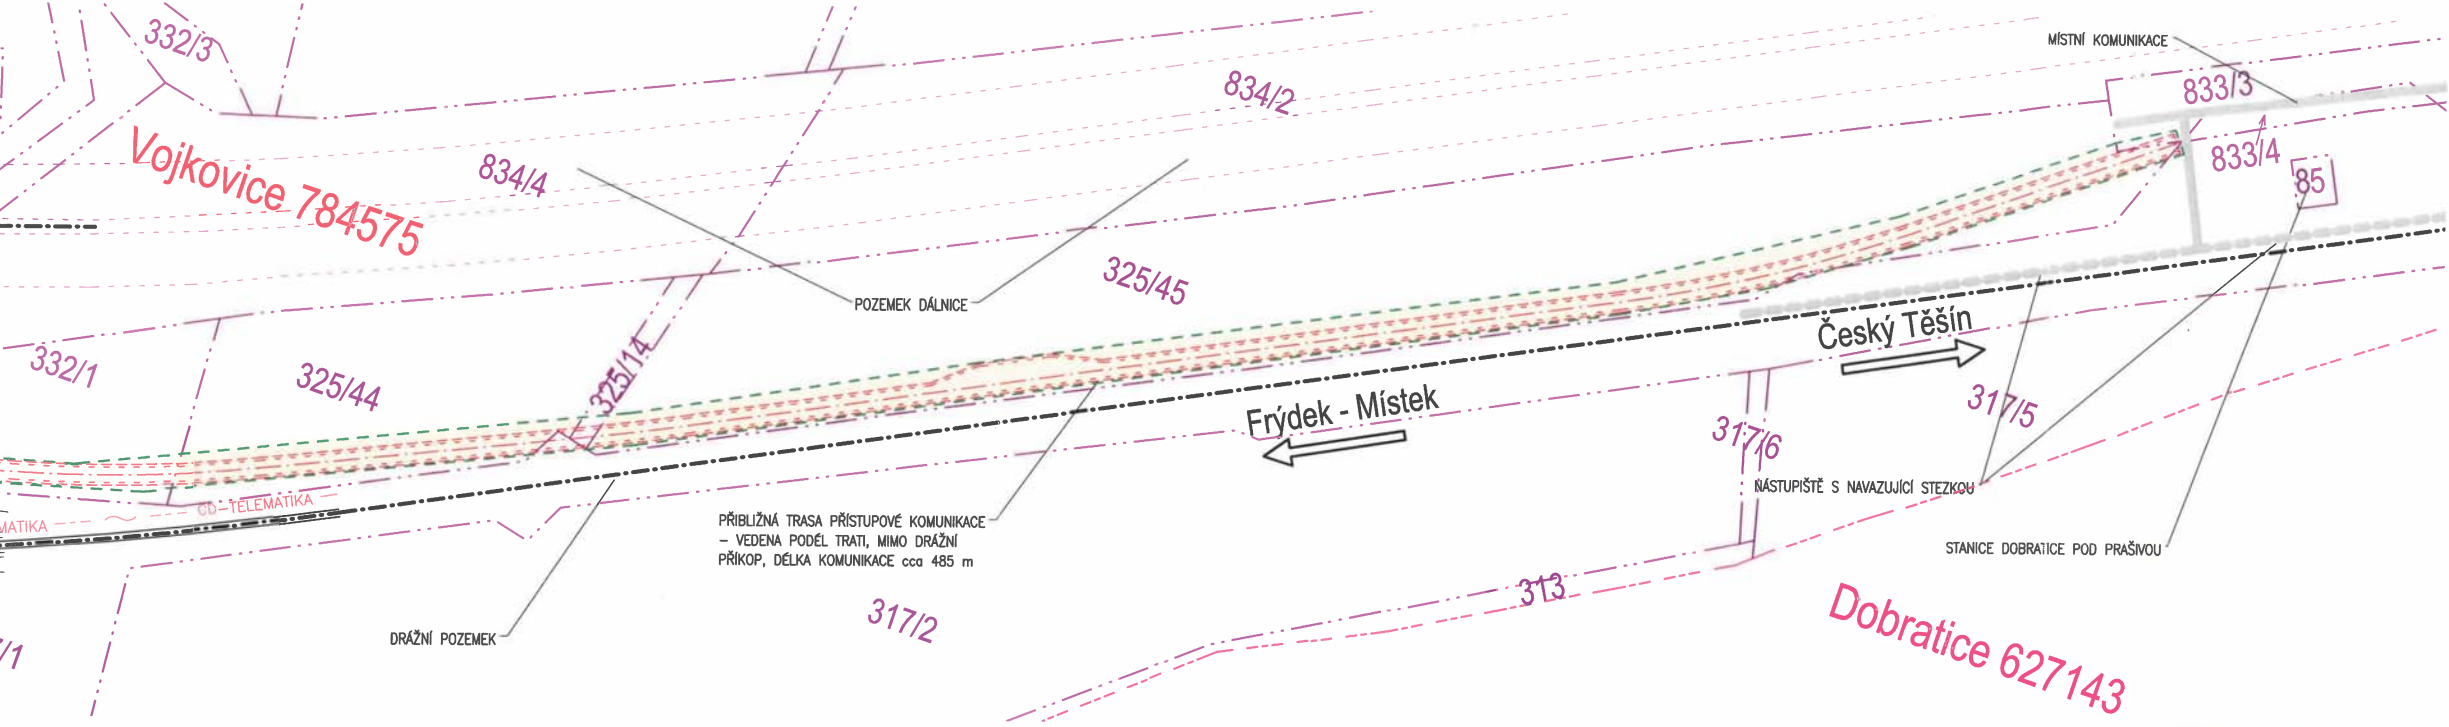 332/3
MÍSTNÍ KOMUNIKACE
834/2
833/3
Vojkovice 784575
834/4
833/4
85
325/45
POZEMEK DÁLNICE
Český Těšín
332/1
325/44
325/14
Frýdek - Místek
317/5
317/6
NÁSTUPIŠTĚ S NAVAZUJÍCÍ STEZKOU
ČD-TELEMATIKA
MATIKA
PŘIBLIŽNÁ TRASA PŘÍSTUPOVÉ KOMUNIKACE
- VEDENA PODÉL TRATI, MIMO DRÁŽNÍ
PŘÍKOP, DÉLKA KOMUNIKACE cca 485 m
STANICE DOBRATICE POD PRAŠIVOU
313
317/2
DRÁŽNÍ POZEMEK
/1
Dobratice 627143